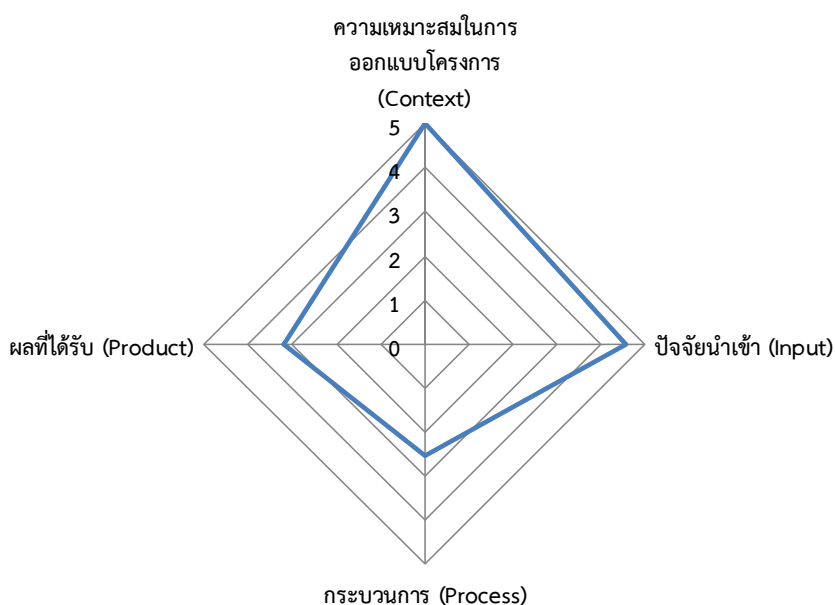 ความเหมาะสมในการ
ออกแบบโครงการ
(Context)
5
4
3
2
1
0
ผลที่ได้รับ (Product)
ปัจจัยนำเข้า (Input)
กระบวนการ (Process)